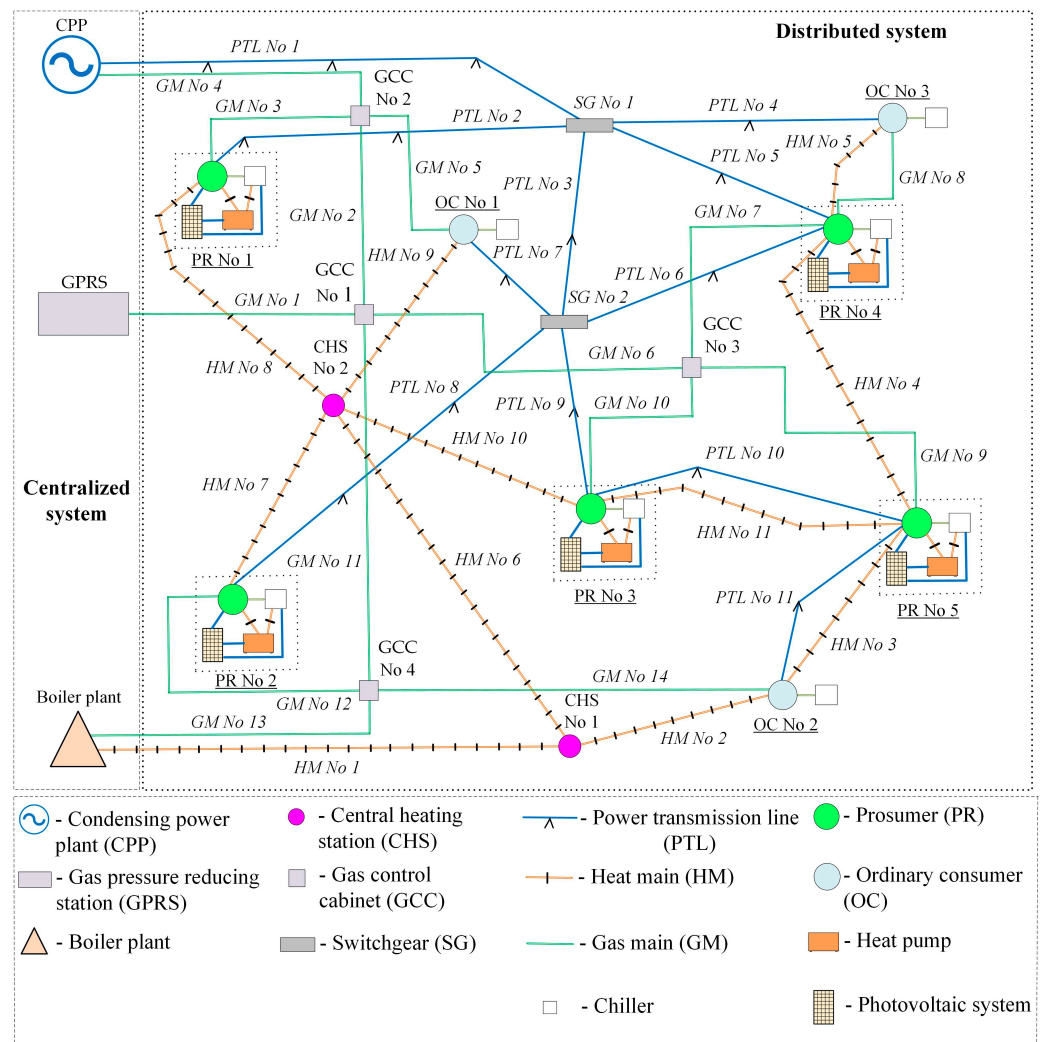 CPP
PTL No 1
Distributed system
GM No 4
GCC
No 2
GM No 3
PTL No 2
SG No 1
PTL No 4
OC No 3
HM No 5
PTL No 5
GM No 5
PTL No 3
GM No 8
GM No 2
OC No 1
GM No 7
PR No 1
HM No 9
PTL No 7
PTL No 6
GPRS
GCC
No 1
GM No 1
SG No 2
PR No 4
GCC
No 3
CHS
No 2
HM No 8
GM No 6
PTL No 8
PTL No 9
GM No 10
HM No 4
HM No 10
PTL No 10
GM No 9
Centralized
system
HM No 7
HM No 11
GM No 11
HM No 6
PR No 3
PTL No 11
PR No 5
HM No 3
PR No 2
GCC
No 4
GM No 14
Boiler plant
GM No 12
CHS
No 1
GM No 13
OC No 2
HM No 2
HM No 1
- Condensing power
plant (CPP)
- Central heating
station (CHS)
- Power transmission line
(PTL)
- Prosumer (PR)
- Gas pressure reducing
station (GPRS)
- Gas control
cabinet (GCC)
- Heat main (HM)
- Ordinary consumer
(OC)
- Boiler plant
- Switchgear (SG)
- Gas main (GM)
- Heat pump
- Chiller
- Photovoltaic system